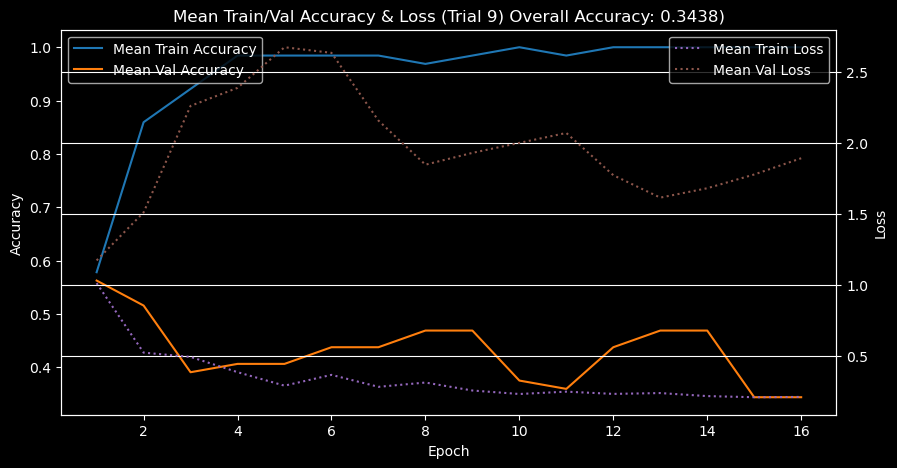 Mean Train/Val Accuracy & Loss (Trial 9) Overall Accuracy: 0.3438)
Mean Train Accuracy
Mean Val Accuracy
Mean Train Loss
Mean Val Loss
1.0
0.9
0.8
0.7
0.6
0.5
0.4
Accuracy
2.5
2.0
1.5
1.0
0.5
Loss
2 4 6 8 10 12 14 16
Epoch